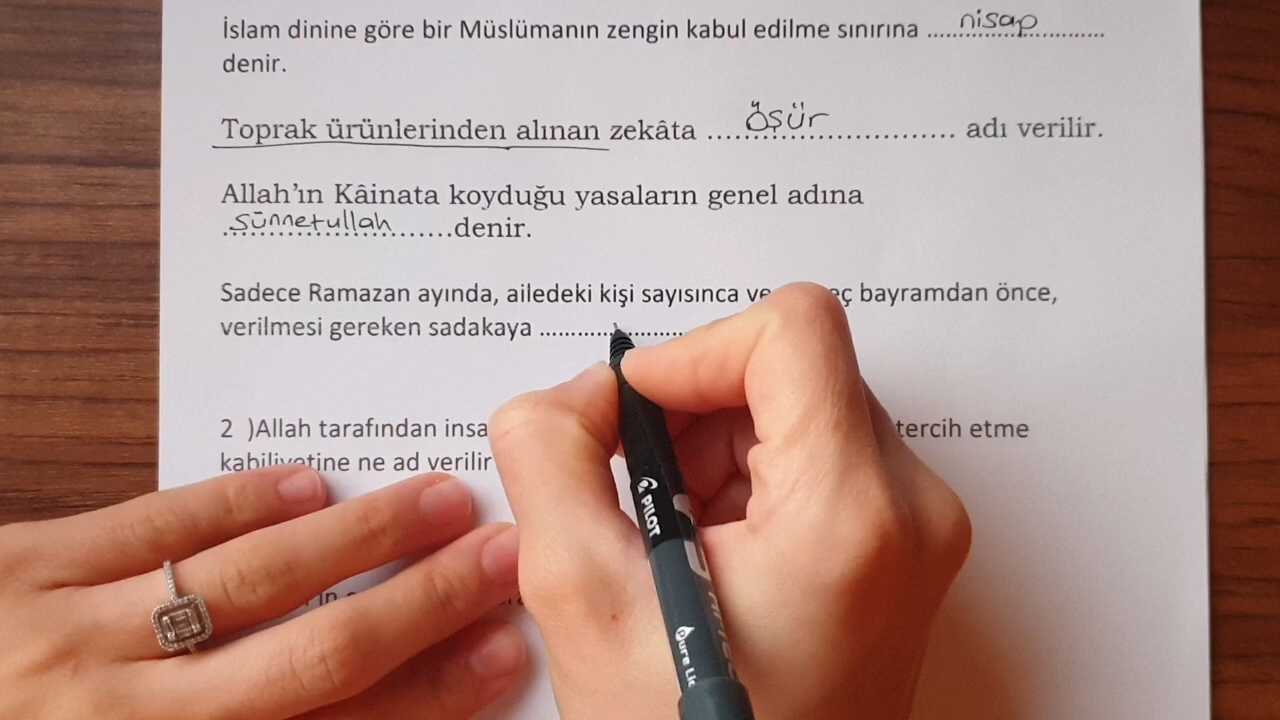 İslam dinine göre bir Müslümanın zengin kabul edilme sınırına ......nisap......
denir.
Toprak ürünlerinden alınan zekâta ......öşür............ adı verilir.
Allah'ın Kâinata koyduğu yasaların genel adına
.sünnetullah.......denir.
Sadece Ramazan ayında, ailedeki kişi sayısınca bayramdan önce,
verilmesi gereken sadakaya ......................
2 )Allah tarafından tercih etme
kabiliyetine ne ad verilir
PILOT